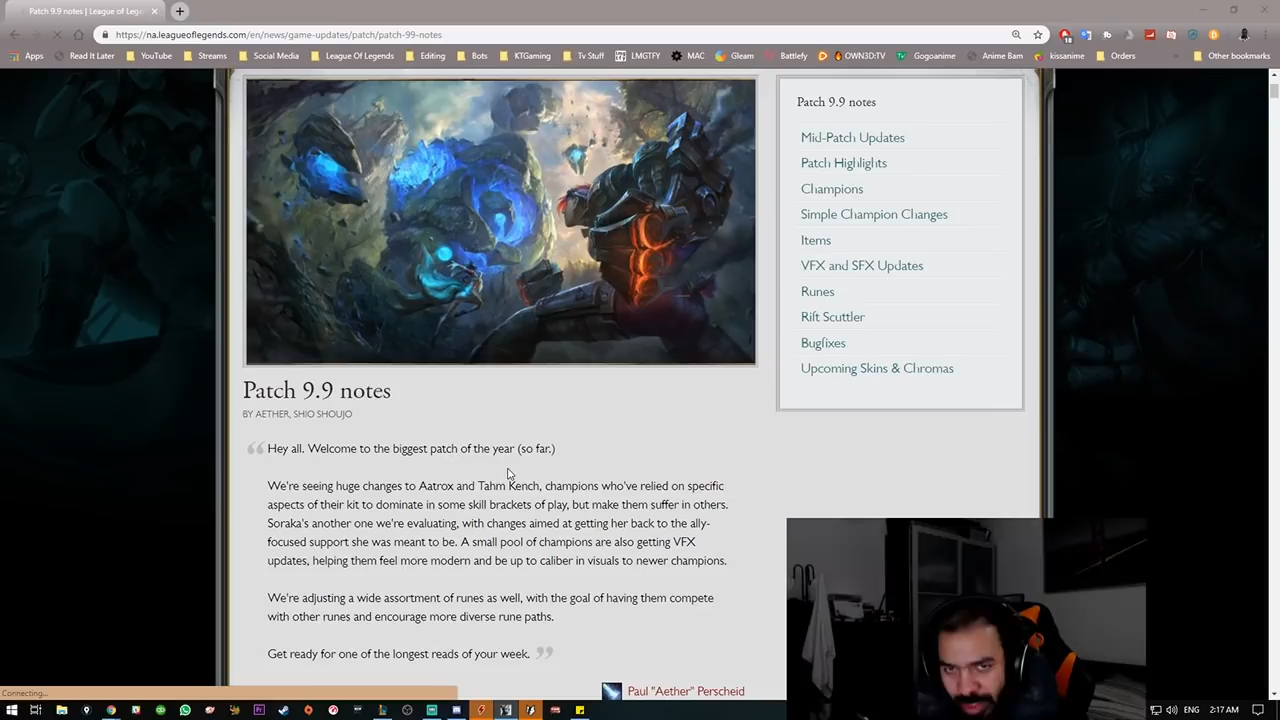 Patch 9.9 notes | League of Lege
https://na.leagueoflegends.com/en/news/game-updates/patch/patch-99-notes
Apps Read It Later YouTube Streams Social Media League Of Legends Editing Bots KTGaming Tv Stuff LMGTFY MAC Gleam Battlefy OWN3D:TV Gogoanime Anime Bam kissanime Orders Other bookmarks
Patch 9.9 notes
Mid-Patch Updates
Patch Highlights
Champions
Simple Champion Changes
Items
VFX and SFX Updates
Runes
Rift Scuttler
Bugfixes
Upcoming Skins & Chromas
Patch 9.9 notes
BY AETHER, SHIO SHOUJO
Hey all. Welcome to the biggest patch of the year (so far.)
We're seeing huge changes to Aatrox and Tahm Kench, champions who've relied on specific
aspects of their kit to dominate in some skill brackets of play, but make them suffer in others.
Soraka's another one we're evaluating, with changes aimed at getting her back to the ally-
focused support she was meant to be. A small pool of champions are also getting VFX
updates, helping them feel more modern and be up to caliber in visuals to newer champions.
We're adjusting a wide assortment of runes as well, with the goal of having them compete
with other runes and encourage more diverse rune paths.
Get ready for one of the longest reads of your week.
Paul "Aether" Perscheid
Connecting...
ENG 2:17 AM